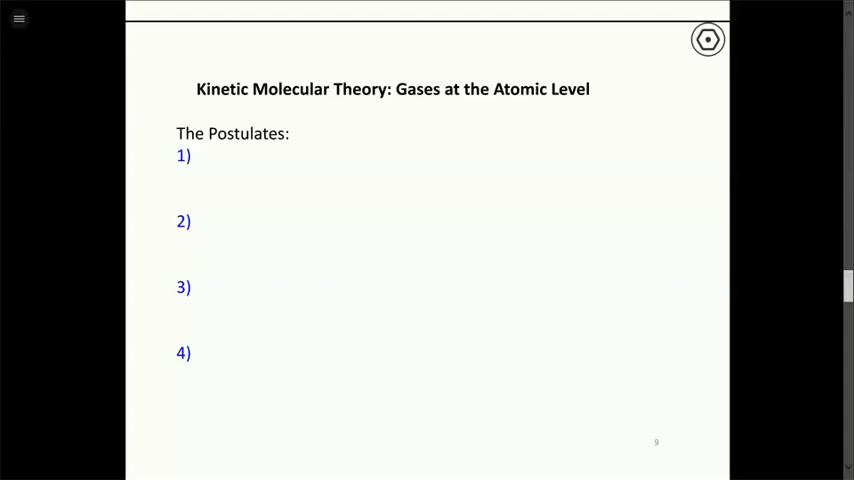 Kinetic Molecular Theory: Gases at the Atomic Level
The Postulates:
1)
2)
3)
4)
9